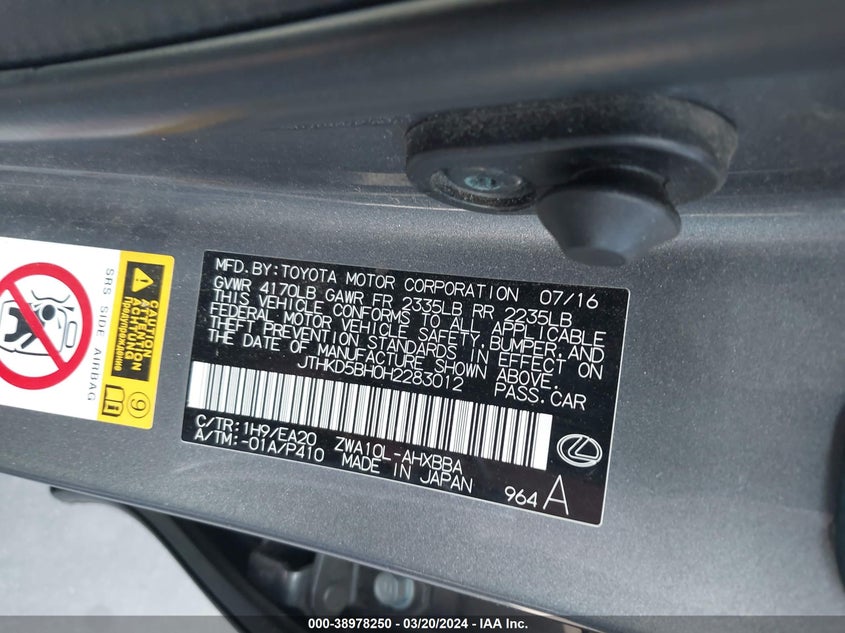 MFD. BY: TOYOTA MOTOR CORPORATION 07/16
GVWR 4170LB GAWR FR 2335LB RR 2235LB
THIS VEHICLE CONFORMS TO ALL APPLICABLE
FEDERAL MOTOR VEHICLE SAFETY, BUMPER, AND
THEFT PREVENTION STANDARDS IN EFFECT ON
THE DATE OF MANUFACTURE SHOWN ABOVE.
JTHKD5BH0H2283012 PASS. CAR
C/TR: 1H9/EA20 ZWA10L-AHXBBA
A/TM: -01A/P410 MADE IN JAPAN
964 A
CAUTION
ATTENTION
ACHTUNG
Предупреждение
SRS SIDE AIRBAG
9
000-38978250 - 03/20/2024 - IAA Inc.